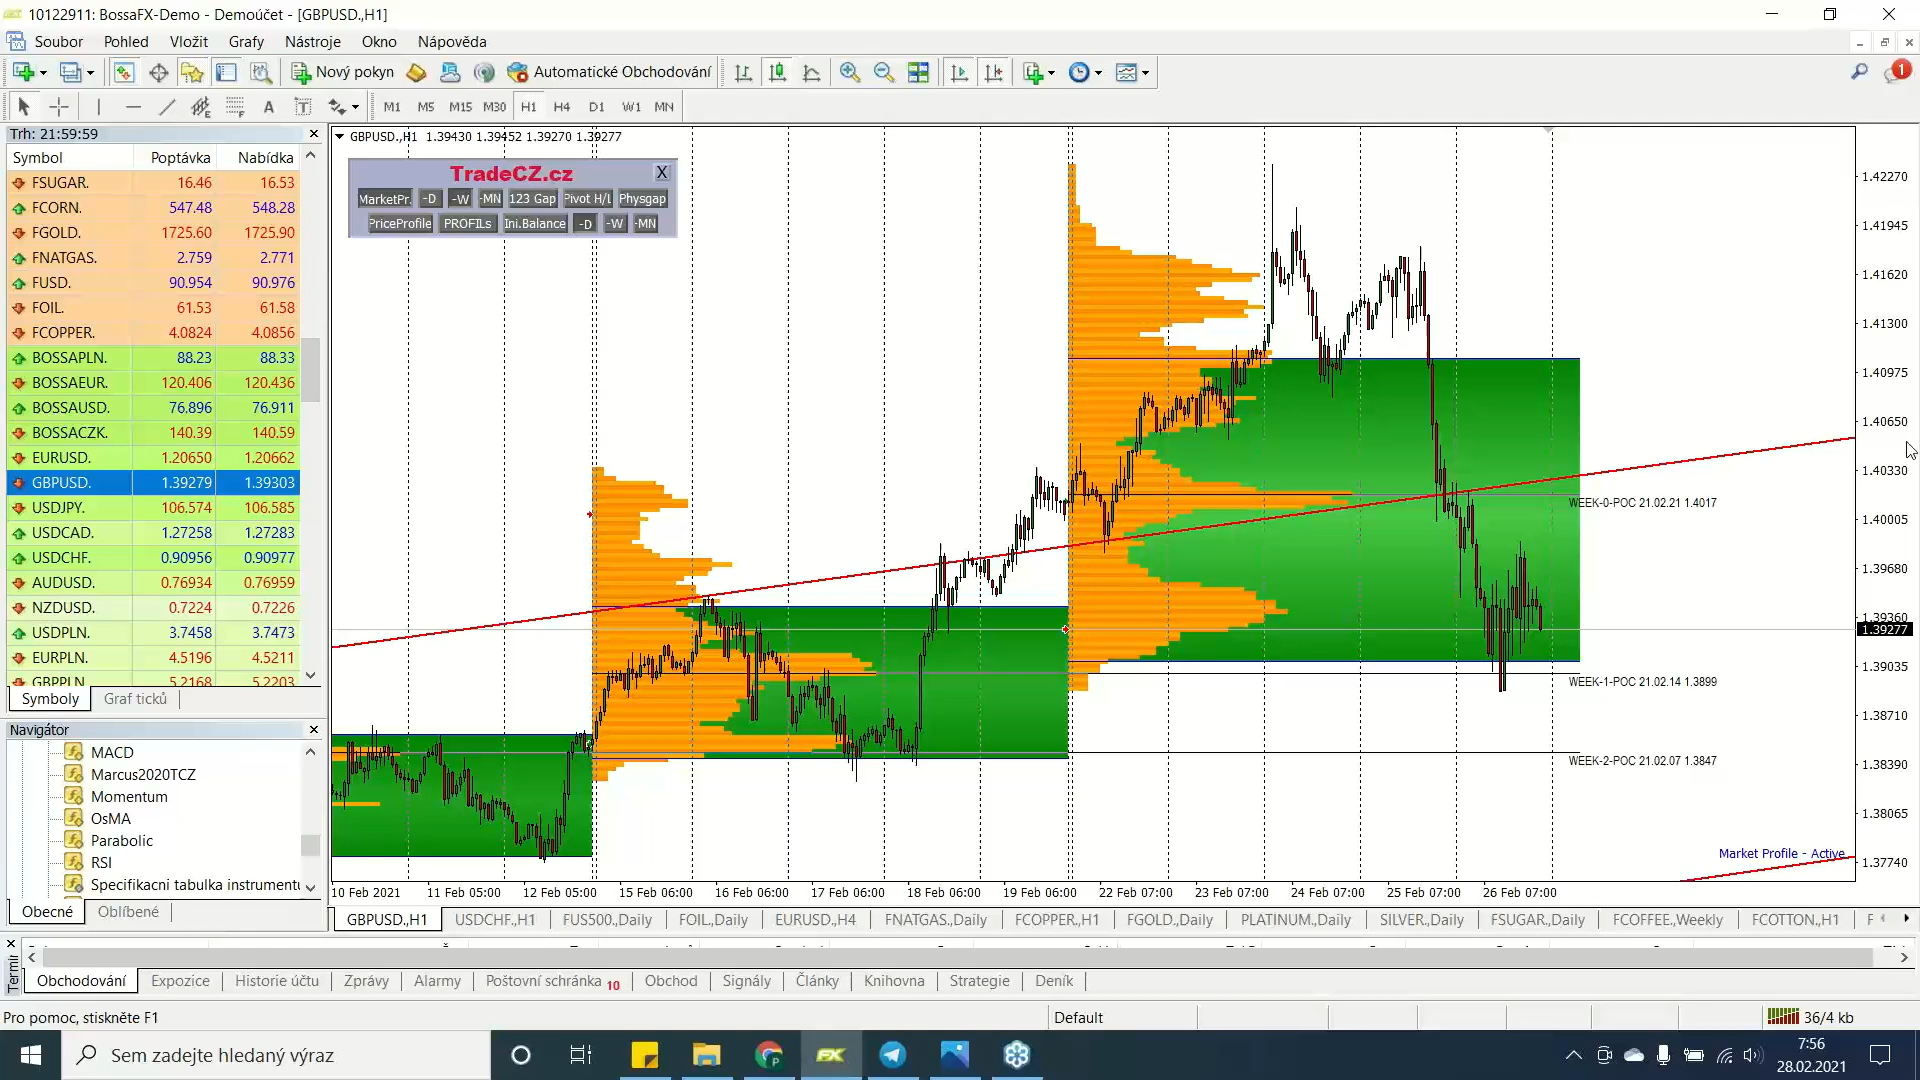 10122911: BossaFX-Demo - Demoúčet - [GBPUSD.,H1]
Soubor Pohled Vložit Grafy Nástroje Okno Nápověda
Nový pokyn Automatické Obchodování 1
A T M1 M5 M15 M30 H1 H4 D1 W1 MN
Trh: 21:59:59
Symbol Poptávka Nabídka
FSUGAR. 16.46 16.53
FCORN. 547.48 548.28
FGOLD. 1725.60 1725.90
FNATGAS. 2.759 2.771
FUSD. 90.954 90.976
FOIL. 61.53 61.58
FCOPPER. 4.0824 4.0856
BOSSAPLN. 88.23 88.33
BOSSAEUR. 120.406 120.436
BOSSAUSD. 76.896 76.911
BOSSACZK. 140.39 140.59
EURUSD. 1.20650 1.20662
GBPUSD. 1.39279 1.39303
USDJPY. 106.574 106.585
USDCAD. 1.27258 1.27283
USDCHF. 0.90956 0.90977
AUDUSD. 0.76934 0.76959
NZDUSD. 0.7224 0.7226
USDPLN. 3.7458 3.7473
EURPLN. 4.5196 4.5211
GBPPLN. 5.2168 5.2203
Symboly Graf ticků
Navigátor
MACD
Marcus2020TCZ
Momentum
OsMA
Parabolic
RSI
Specifikacni tabulka instrumentu
Obecné Oblíbené
GBPUSD.,H1 1.39430 1.39452 1.39270 1.39277
TradeCZ.cz X
MarketPr. -D -W -MN 123 Gap Pivot H/L Physgap
PriceProfile PROFILs Ini.Balance -D -W -MN
WEEK-0-POC 21.02.21 1.4017
WEEK-1-POC 21.02.14 1.3899
WEEK-2-POC 21.02.07 1.3847
Market Profile - Active
1.42270
1.41945
1.41620
1.41300
1.40975
1.40650
1.40330
1.40005
1.39680
1.39360
1.39277
1.39035
1.38710
1.38390
1.38065
1.37740
10 Feb 2021 11 Feb 05:00 12 Feb 05:00 15 Feb 06:00 16 Feb 06:00 17 Feb 06:00 18 Feb 06:00 19 Feb 06:00 22 Feb 07:00 23 Feb 07:00 24 Feb 07:00 25 Feb 07:00 26 Feb 07:00
GBPUSD.,H1 USDCHF.,H1 FUS500.,Daily FOIL.,Daily EURUSD.,H4 FNATGAS.,Daily FCOPPER.,H1 FGOLD.,Daily PLATINUM.,Daily SILVER.,Daily FSUGAR.,Daily FCOFFEE.,Weekly FCOTTON.,H1 F
Obchodování Expozice Historie účtu Zprávy Alarmy Poštovní schránka 10 Obchod Signály Články Knihovna Strategie Deník
Pro pomoc, stiskněte F1 Default 36/4 kb
Sem zadejte hledaný výraz
FX
7:56
28.02.2021